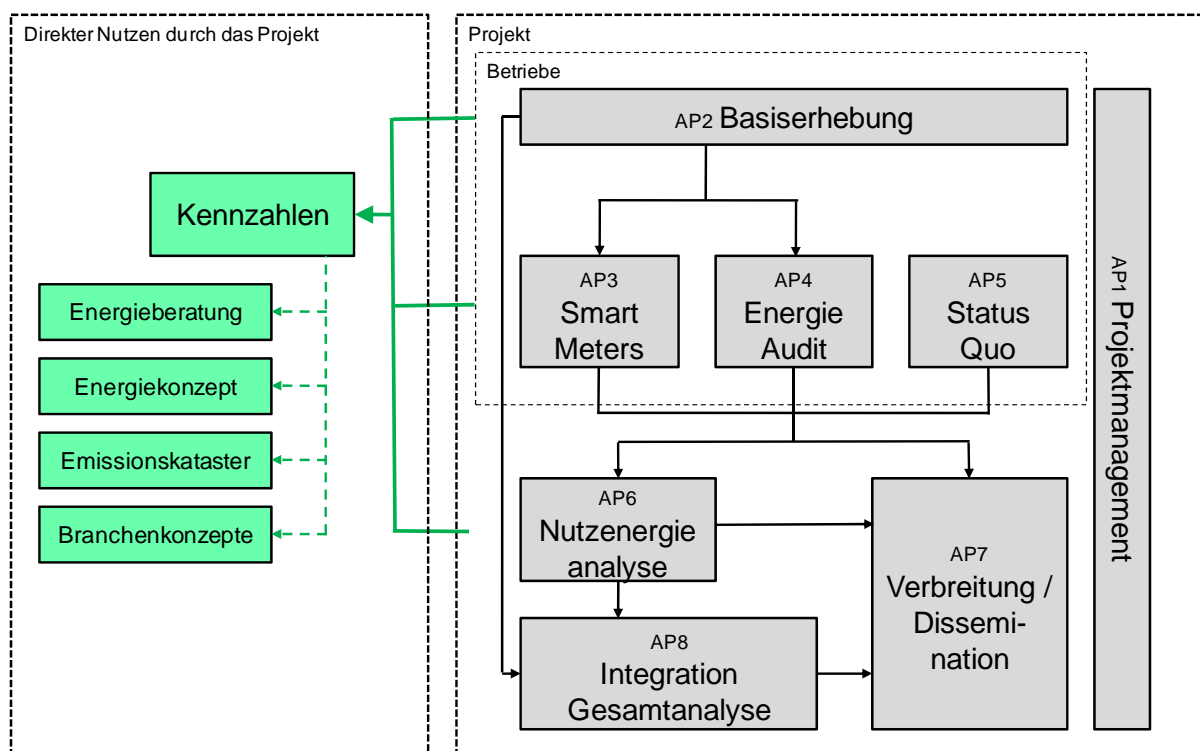 Direkter Nutzen durch das Projekt
Kennzahlen
Energieberatung
Energiekonzept
Emissionskataster
Branchenkonzepte
Projekt
Betriebe
AP2 Basiserhebung
AP3
Smart
Meters
AP4
Energie
Audit
AP5
Status
Quo
AP6
Nutzenergie
analyse
AP7
Verbreitung /
Dissemi-
nation
AP8
Integration
Gesamtanalyse
AP1 Projektmanagement